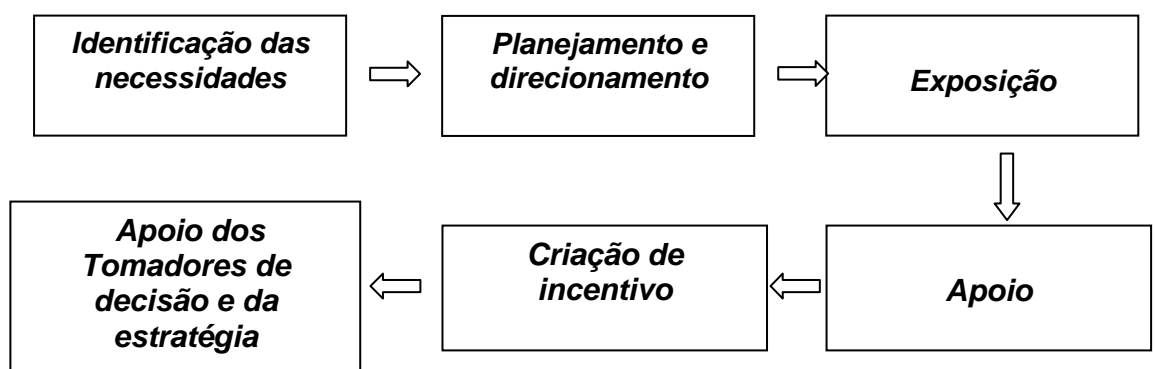 Identificação das
necessidades
Planejamento e
direcionamento
Exposição
Apoio
Criação de
incentivo
Apoio dos
Tomadores de
decisão e da
estratégia